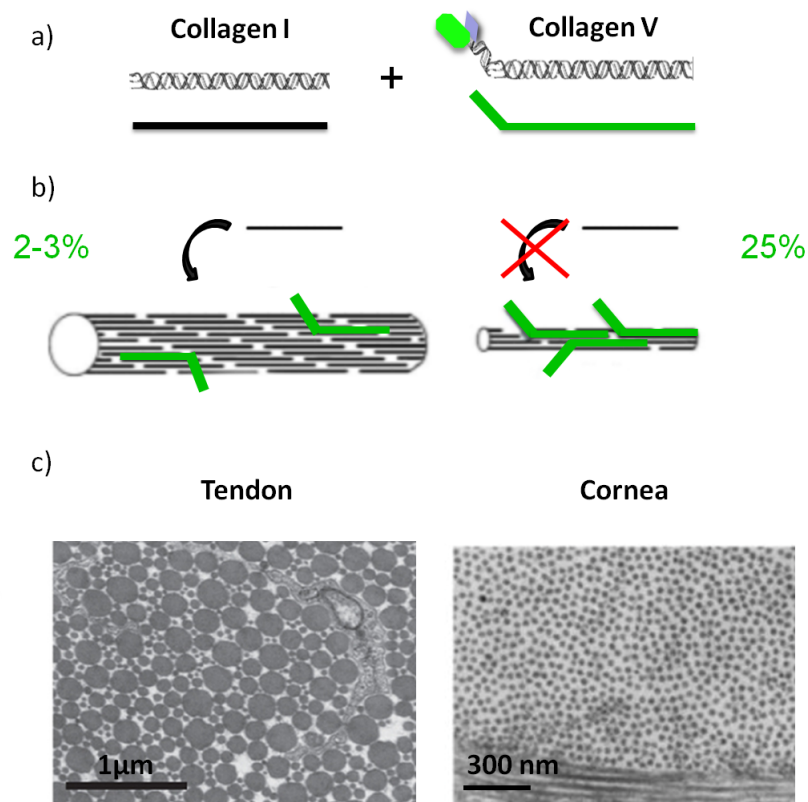 a)
Collagen I
Collagen V
+
b)
2-3%
25%
c)
Tendon
Cornea
1μm
300 nm